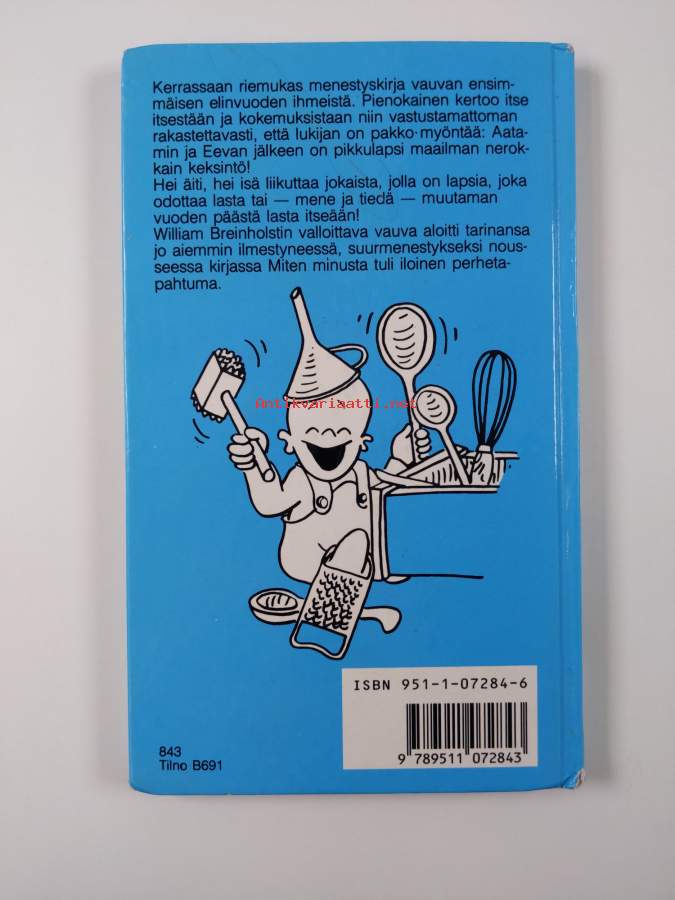 Kerrassaan riemukas menestyskirja vauvan ensim-
mäisen elinvuoden ihmeistä. Pienokainen kertoo itse
itsestään ja kokemuksistaan niin vastustamattoman
rakastettavasti, että lukijan on pakko myöntää: Aata-
min ja Eevan jälkeen on pikkulapsi maailman nerok-
kain keksintö!
Hei äiti, hei isä liikuttaa jokaista, jolla on lapsia, joka
odottaa lasta tai — mene ja tiedä — muutaman
vuoden päästä lasta itseään!
William Breinholstin valloittava vauva aloitti tarinansa
jo aiemmin ilmestyneessä, suurmenestykseksi nous-
seessa kirjassa Miten minusta tuli iloinen perheta-
pahtuma.
Antikvariaatti.net
ISBN 951-1-07284-6
9 789511 072843
843
Tilno B691